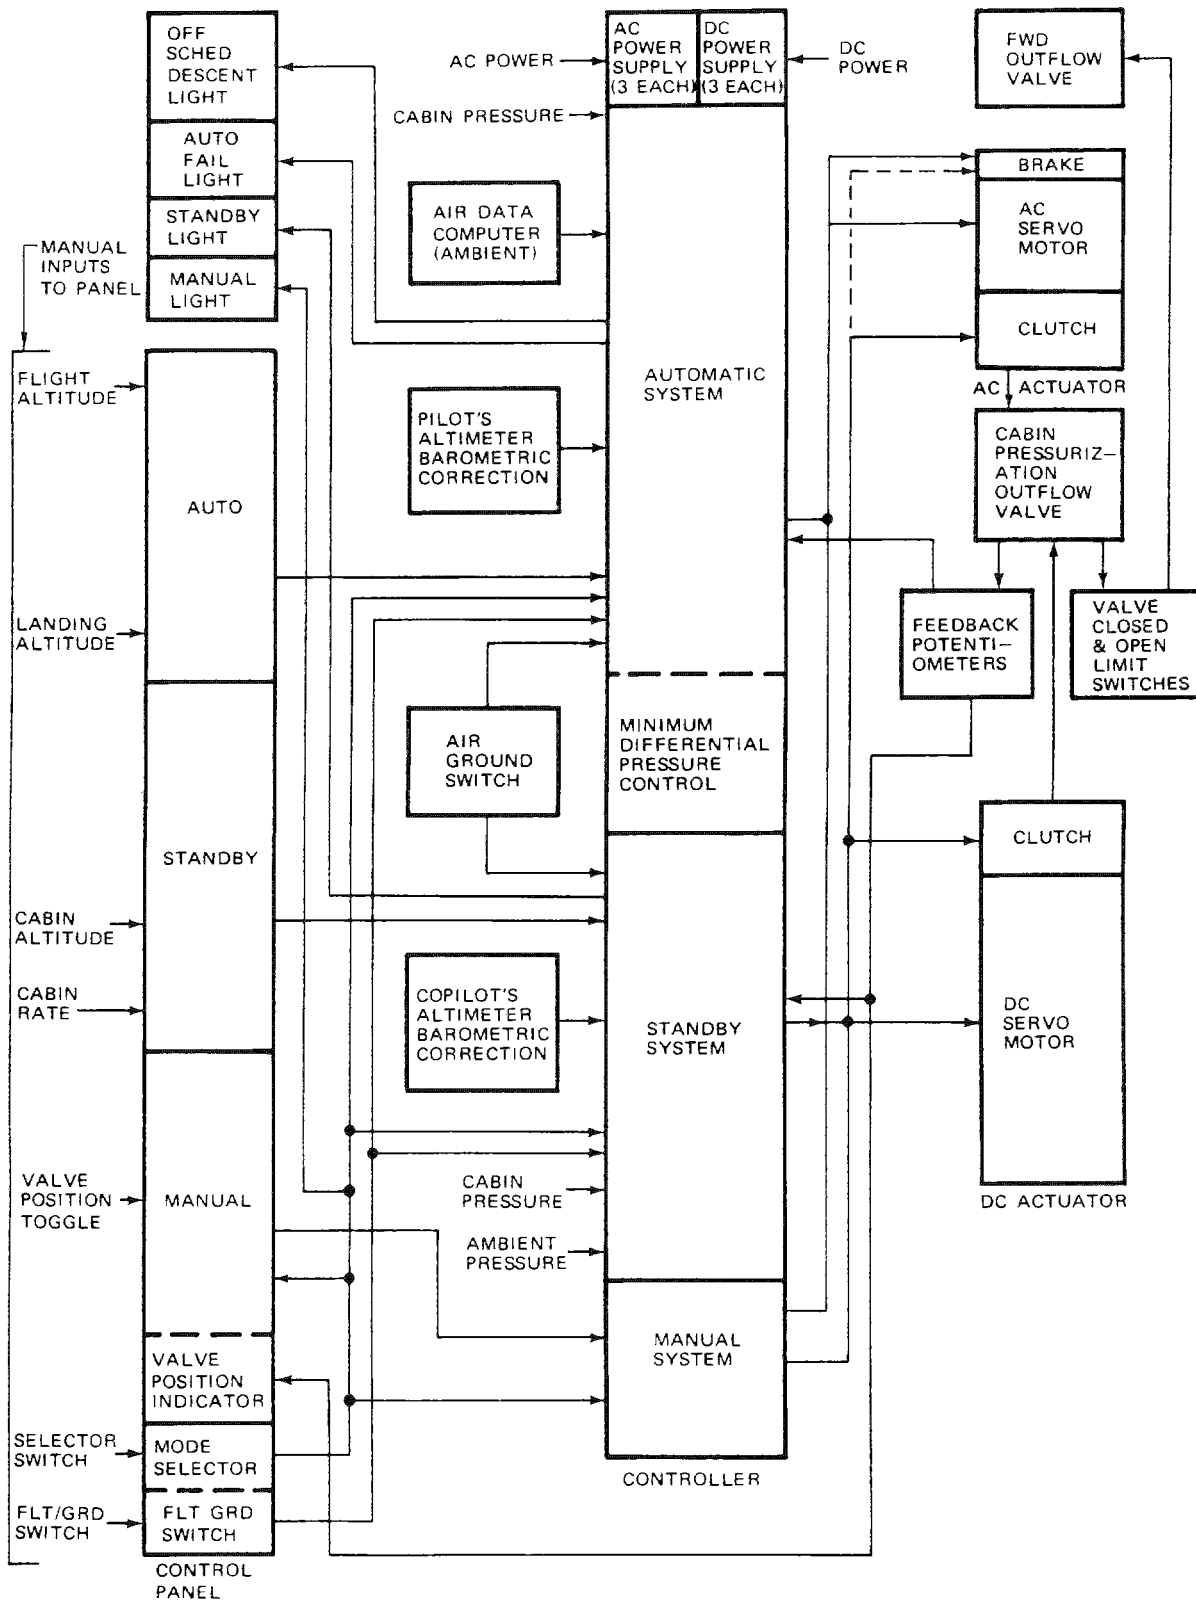 OFF
SCHED
DESCENT
LIGHT
AUTO
FAIL
LIGHT
STANDBY
LIGHT
MANUAL
LIGHT
MANUAL
INPUTS
TO PANEL
FLIGHT
ALTITUDE
LANDING
ALTITUDE
CABIN
ALTITUDE
CABIN
RATE
VALVE
POSITION
TOGGLE
SELECTOR
SWITCH
FLT/GRD
SWITCH
AUTO
STANDBY
MANUAL
VALVE
POSITION
INDICATOR
MODE
SELECTOR
FLT GRD
SWITCH
CONTROL
PANEL
AC POWER
CABIN PRESSURE
AIR DATA
COMPUTER
(AMBIENT)
PILOT'S
ALTIMETER
BAROMETRIC
CORRECTION
AIR
GROUND
SWITCH
COPILOT'S
ALTIMETER
BAROMETRIC
CORRECTION
CABIN
PRESSURE
AMBIENT
PRESSURE
AC
POWER
SUPPLY
(3 EACH)
DC
POWER
SUPPLY
(3 EACH)
DC
POWER
AUTOMATIC
SYSTEM
MINIMUM
DIFFERENTIAL
PRESSURE
CONTROL
STANDBY
SYSTEM
MANUAL
SYSTEM
CONTROLLER
FWD
OUTFLOW
VALVE
BRAKE
AC
SERVO
MOTOR
CLUTCH
AC ACTUATOR
CABIN
PRESSURIZ-
ATION
OUTFLOW
VALVE
FEEDBACK
POTENTI-
OMETERS
VALVE
CLOSED
& OPEN
LIMIT
SWITCHES
CLUTCH
DC
SERVO
MOTOR
DC ACTUATOR